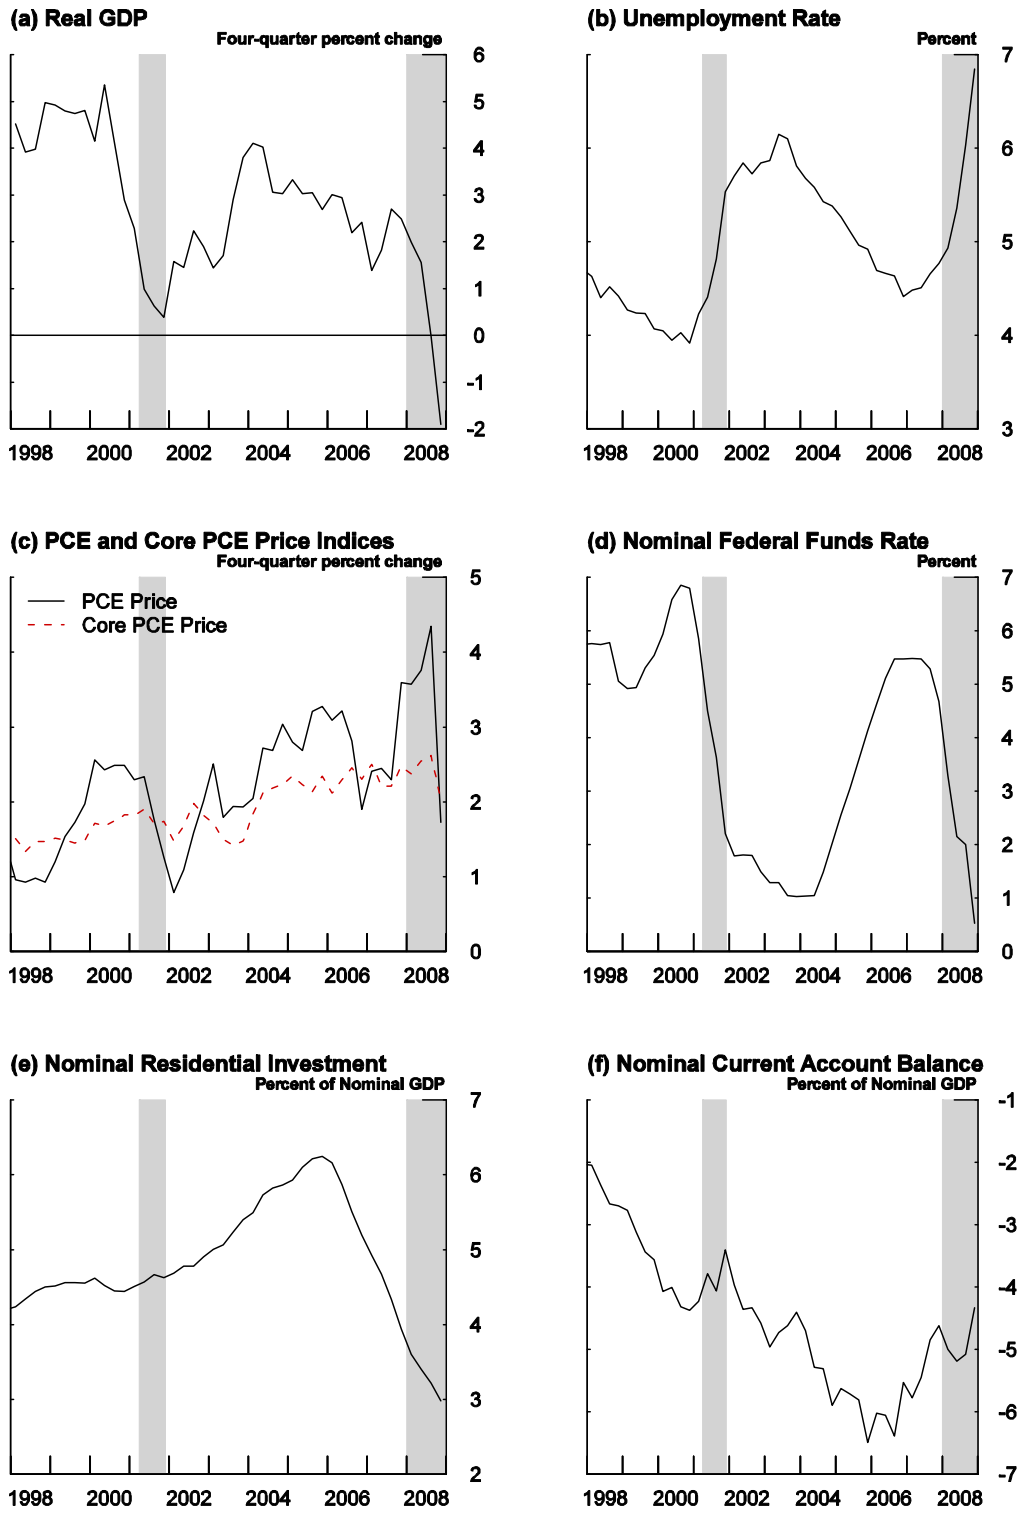 (a) Real GDP
Four-quarter percent change
6
5
4
3
2
1
0
-1
-2
1998 2000 2002 2004 2006 2008
(b) Unemployment Rate
Percent
7
6
5
4
3
1998 2000 2002 2004 2006 2008
(c) PCE and Core PCE Price Indices
Four-quarter percent change
PCE Price
Core PCE Price
5
4
3
2
1
0
1998 2000 2002 2004 2006 2008
(d) Nominal Federal Funds Rate
Percent
7
6
5
4
3
2
1
0
1998 2000 2002 2004 2006 2008
(e) Nominal Residential Investment
Percent of Nominal GDP
7
6
5
4
3
2
1998 2000 2002 2004 2006 2008
(f) Nominal Current Account Balance
Percent of Nominal GDP
-1
-2
-3
-4
-5
-6
-7
1998 2000 2002 2004 2006 2008